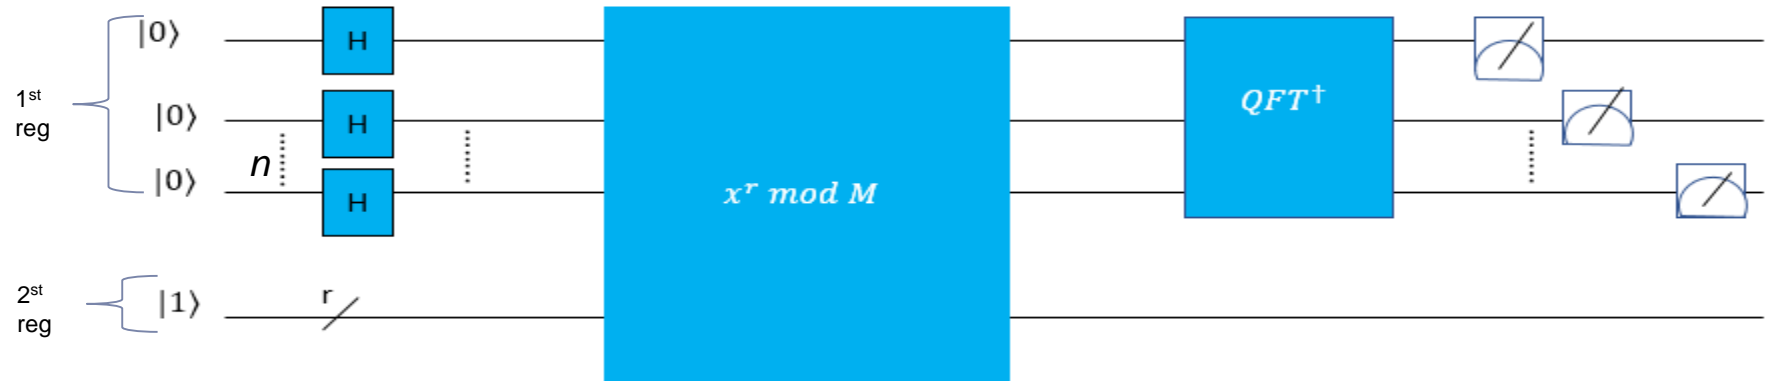 |0⟩
H
1st
reg
|0⟩
H
QFT†
n
|0⟩
H
x^r mod M
2st
reg
|1⟩
r